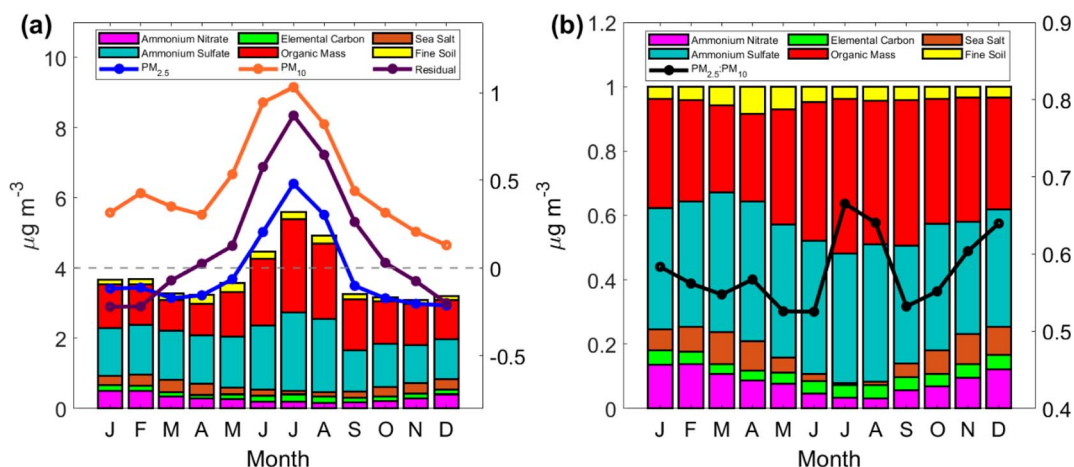 (a)
Ammonium Nitrate Elemental Carbon Sea Salt
Ammonium Sulfate Organic Mass Fine Soil
PM2.5 PM10 Residual
10
8
6
4
2
0
μg m-3
1
0.5
0
-0.5
J F M A M J J A S O N D
Month
(b)
Ammonium Nitrate Elemental Carbon Sea Salt
Ammonium Sulfate Organic Mass Fine Soil
PM2.5:PM10
1.2
1
0.8
0.6
0.4
0.2
0
μg m-3
0.9
0.8
0.7
0.6
0.5
0.4
J F M A M J J A S O N D
Month